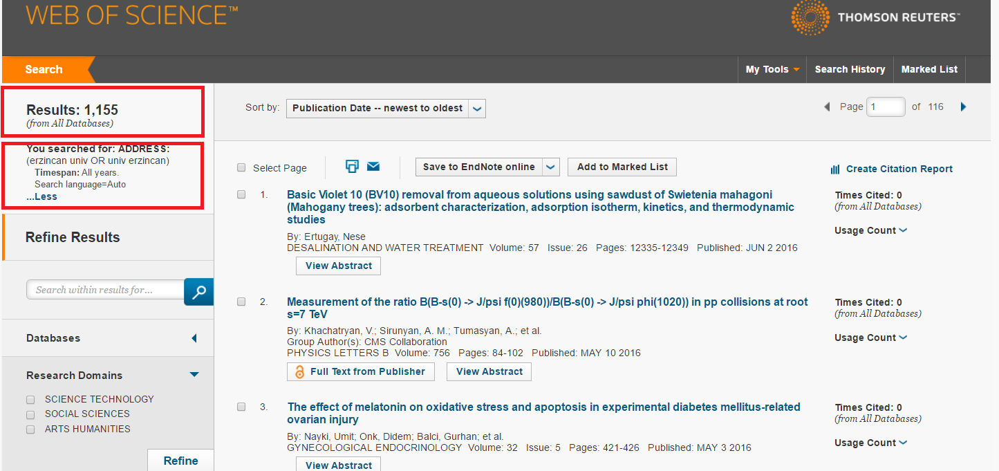 WEB OF SCIENCE™
THOMSON REUTERS™
Search
My Tools
Search History
Marked List
Results: 1,155
(from All Databases)
You searched for: ADDRESS:
(erzincan univ OR univ erzincan)
Timespan: All years.
Search language=Auto
...Less
Refine Results
Search within results for...
Databases
Research Domains
SCIENCE TECHNOLOGY
SOCIAL SCIENCES
ARTS HUMANITIES
Refine
Sort by: Publication Date -- newest to oldest
Page 1 of 116
Select Page
Save to EndNote online
Add to Marked List
Create Citation Report
1. Basic Violet 10 (BV10) removal from aqueous solutions using sawdust of Swietenia mahagoni
(Mahogany trees): adsorbent characterization, adsorption isotherm, kinetics, and thermodynamic
studies
By: Ertugay, Nese
DESALINATION AND WATER TREATMENT Volume: 57 Issue: 26 Pages: 12335-12349 Published: JUN 2 2016
View Abstract
Times Cited: 0
(from All Databases)
Usage Count
2. Measurement of the ratio B(B-s(0) -> J/psi f(0)(980))/B(B-s(0) -> J/psi phi(1020)) in pp collisions at root
s=7 TeV
By: Khachatryan, V.; Sirunyan, A. M.; Tumasyan, A.; et al.
Group Author(s): CMS Collaboration
PHYSICS LETTERS B Volume: 756 Pages: 84-102 Published: MAY 10 2016
Full Text from Publisher
View Abstract
Times Cited: 0
(from All Databases)
Usage Count
3. The effect of melatonin on oxidative stress and apoptosis in experimental diabetes mellitus-related
ovarian injury
By: Nayki, Umit; Onk, Didem; Balci, Gurhan; et al.
GYNECOLOGICAL ENDOCRINOLOGY Volume: 32 Issue: 5 Pages: 421-426 Published: MAY 3 2016
View Abstract
Times Cited: 0
(from All Databases)
Usage Count